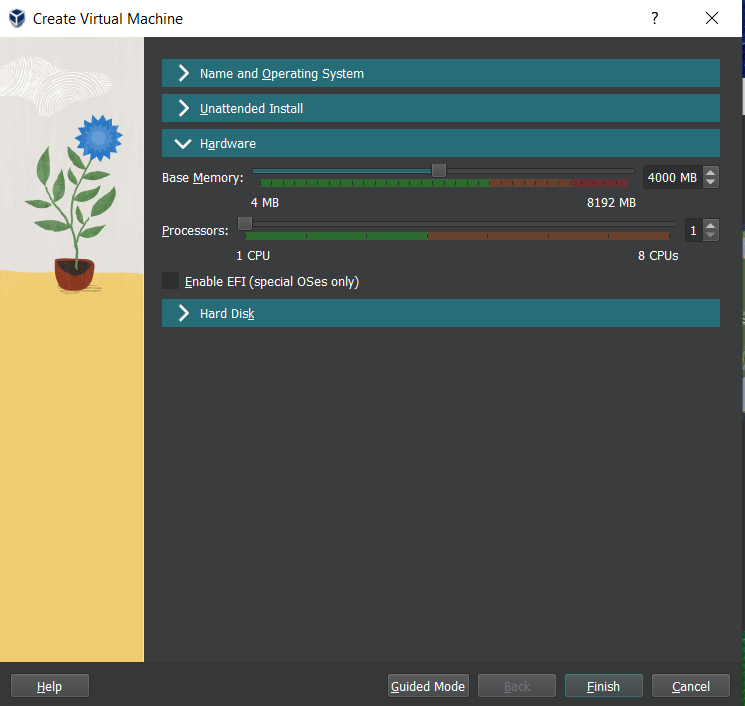 Create Virtual Machine
?
Name and Operating System
Unattended Install
Hardware
Base Memory:
4000 MB
4 MB
8192 MB
Processors:
1
1 CPU
8 CPUs
Enable EFI (special OSes only)
Hard Disk
Help
Guided Mode
Back
Finish
Cancel